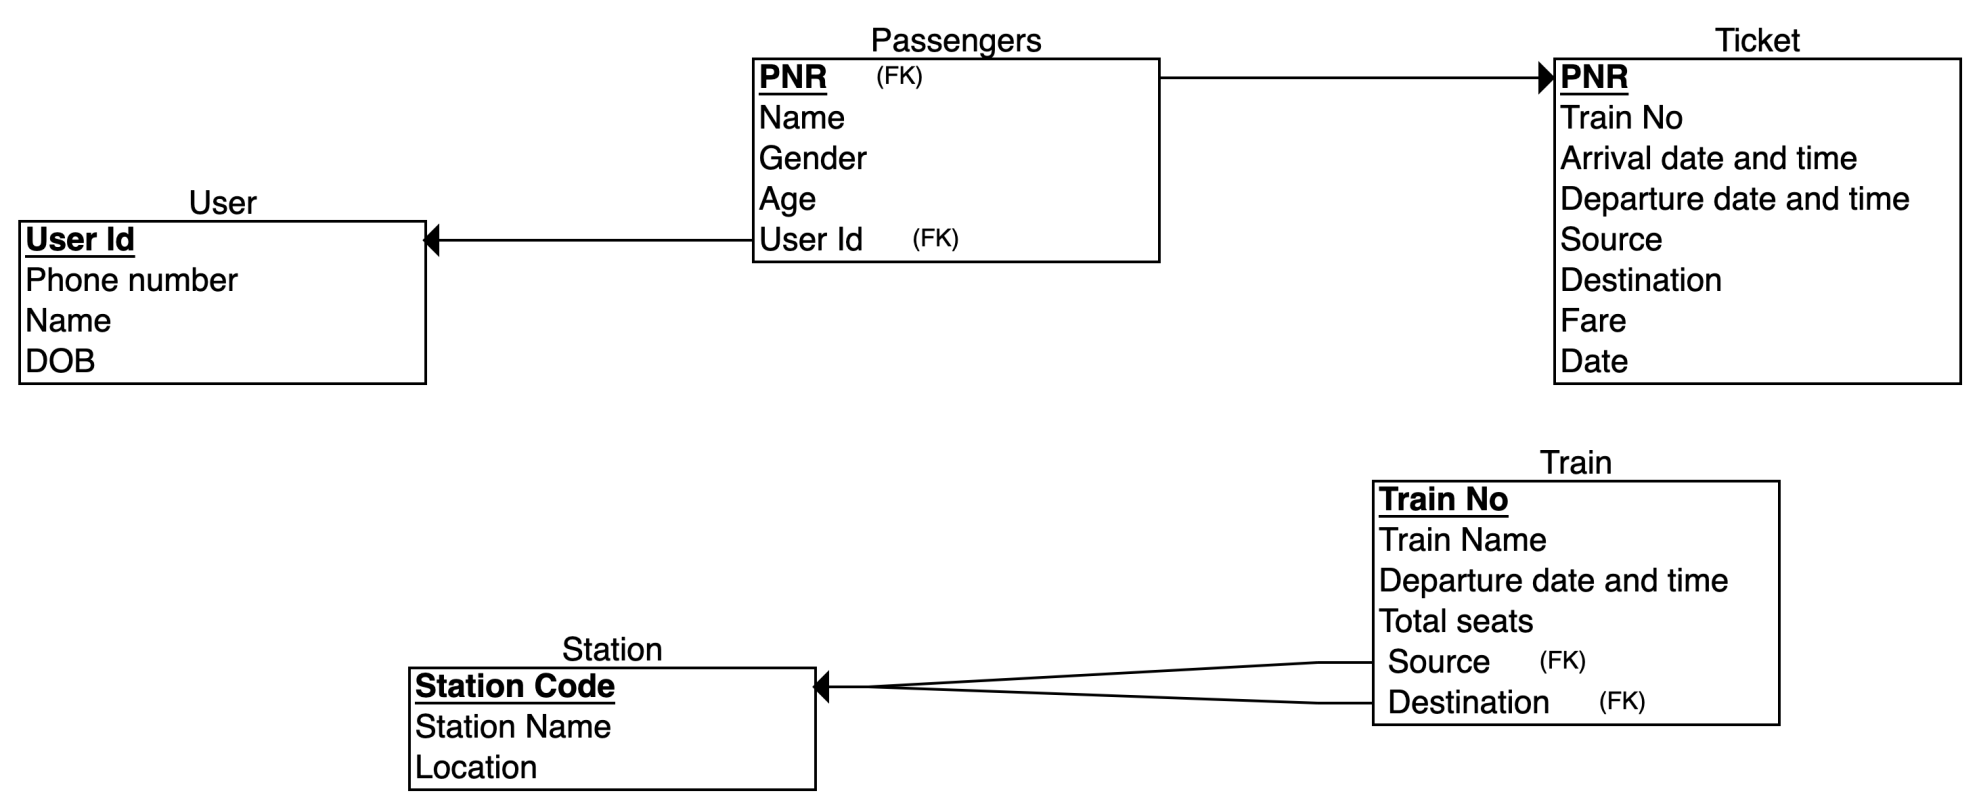 Passengers
PNR (FK)
Name
Gender
Age
User Id (FK)
Ticket
PNR
Train No
Arrival date and time
Departure date and time
Source
Destination
Fare
Date
User
User Id
Phone number
Name
DOB
Train
Train No
Train Name
Departure date and time
Total seats
Source (FK)
Destination (FK)
Station
Station Code
Station Name
Location